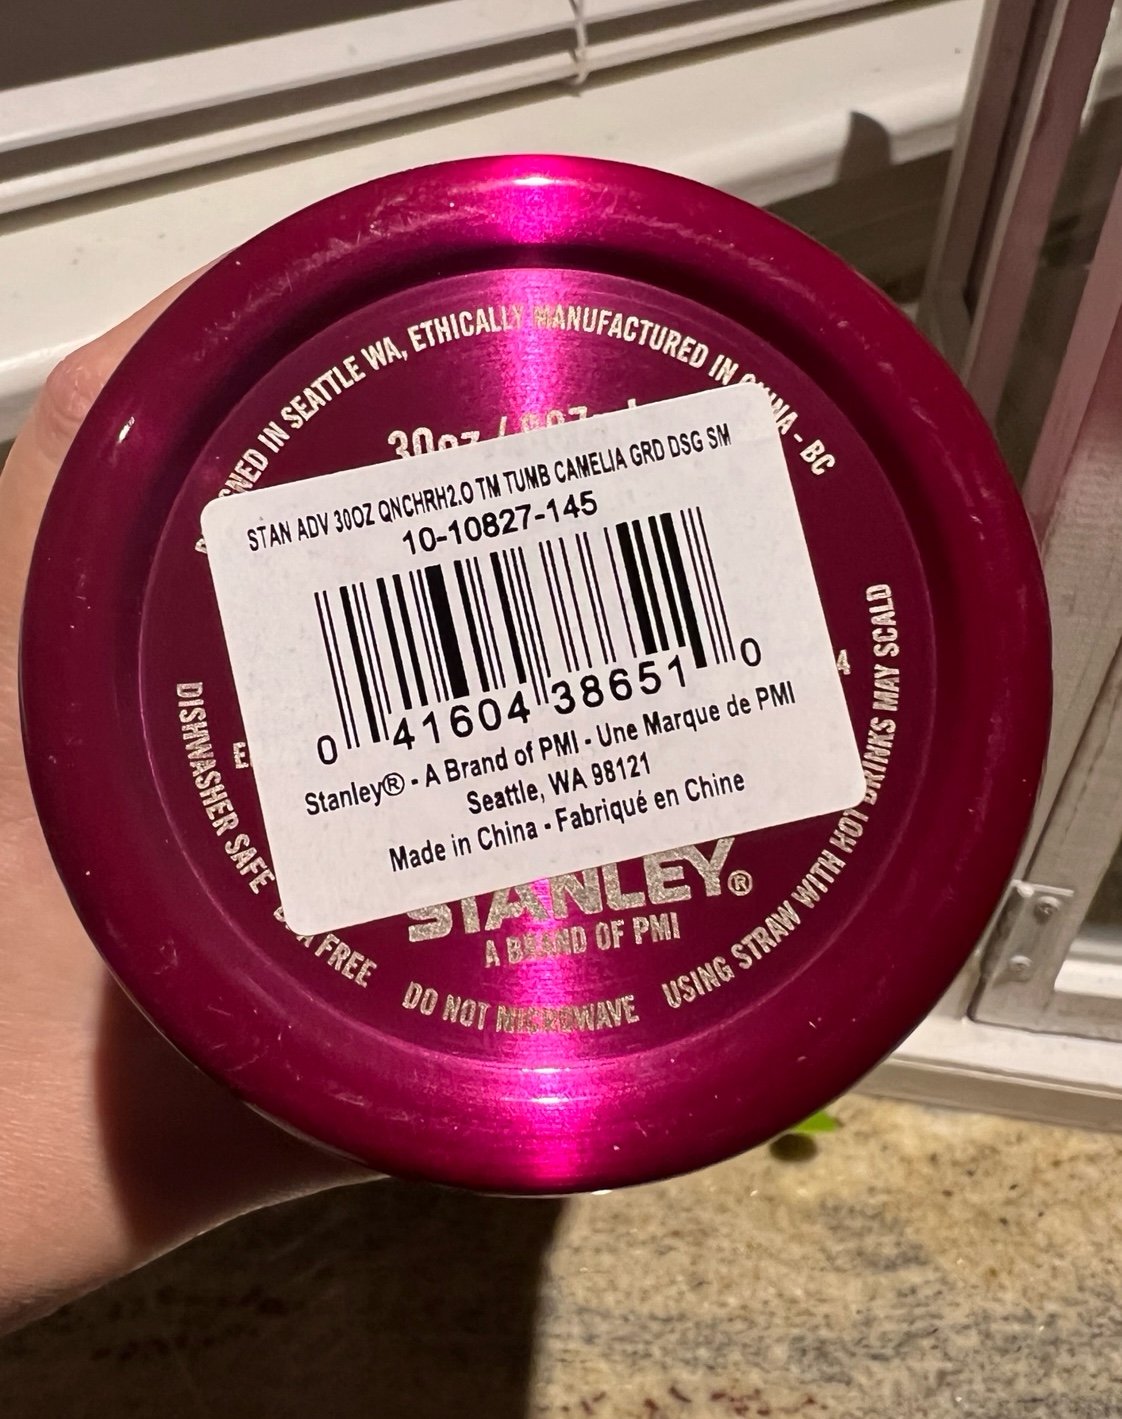 IN SEATTLE WA, ETHICALLY MANUFACTURED IN CHINA - BC
30oz /
STAN ADV 30OZ QNCHRH2.O TM TUMB CAMELIA GRD DSG SM
10-10827-145
0 41604 38651 0
Stanley® - A Brand of PMI - Une Marque de PMI
Seattle, WA 98121
Made in China - Fabriqué en Chine
STANLEY®
A BRAND OF PMI
DISHWASHER SAFE
FREE
DO NOT MICROWAVE
USING STRAW WITH HOT DRINKS MAY SCALD